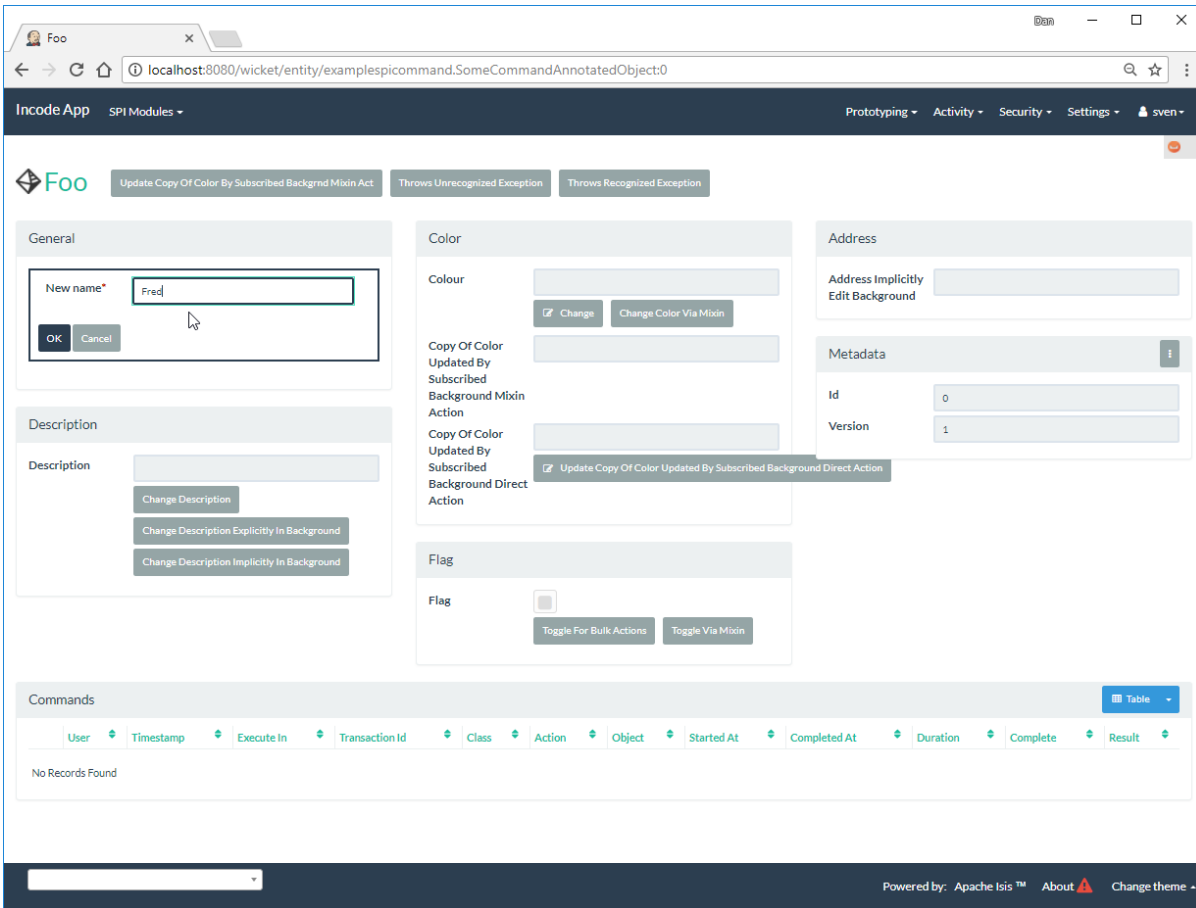 Foo
Dan
localhost:8080/wicket/entity/examplespicommand.SomeCommandAnnotatedObject:0
Incode App SPI Modules Prototyping Activity Security Settings sven
Foo Update Copy Of Color By Subscribed Backgrnd Mixin Act Throws Unrecognized Exception Throws Recognized Exception
General
New name* Fred
OK Cancel
Description
Description
Change Description
Change Description Explicitly In Background
Change Description Implicitly In Background
Color
Colour
Change Change Color Via Mixin
Copy Of Color
Updated By
Subscribed
Background Mixin
Action
Copy Of Color
Updated By
Subscribed
Background Direct
Action
Update Copy Of Color Updated By Subscribed Background Direct Action
Flag
Flag
Toggle For Bulk Actions Toggle Via Mixin
Address
Address Implicitly
Edit Background
Metadata
Id 0
Version 1
Commands Table
User Timestamp Execute In Transaction Id Class Action Object Started At Completed At Duration Complete Result
No Records Found
Powered by: Apache Isis ™ About Change theme